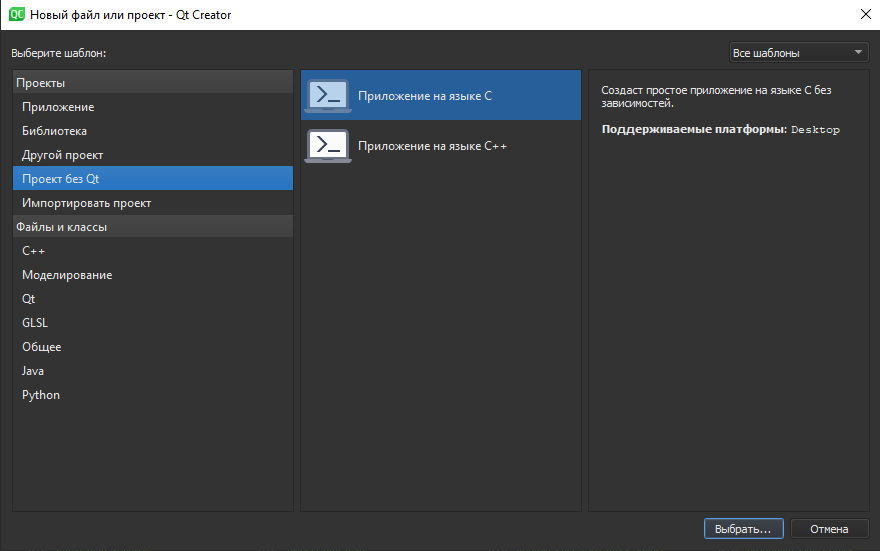 QC Новый файл или проект - Qt Creator
Выберите шаблон:
Все шаблоны
Проекты
Приложение
Библиотека
Другой проект
Проект без Qt
Импортировать проект
Файлы и классы
C++
Моделирование
Qt
GLSL
Общее
Java
Python
Приложение на языке C
Приложение на языке C++
Создаст простое приложение на языке C без
зависимостей.
Поддерживаемые платформы: Desktop
Выбрать...
Отмена